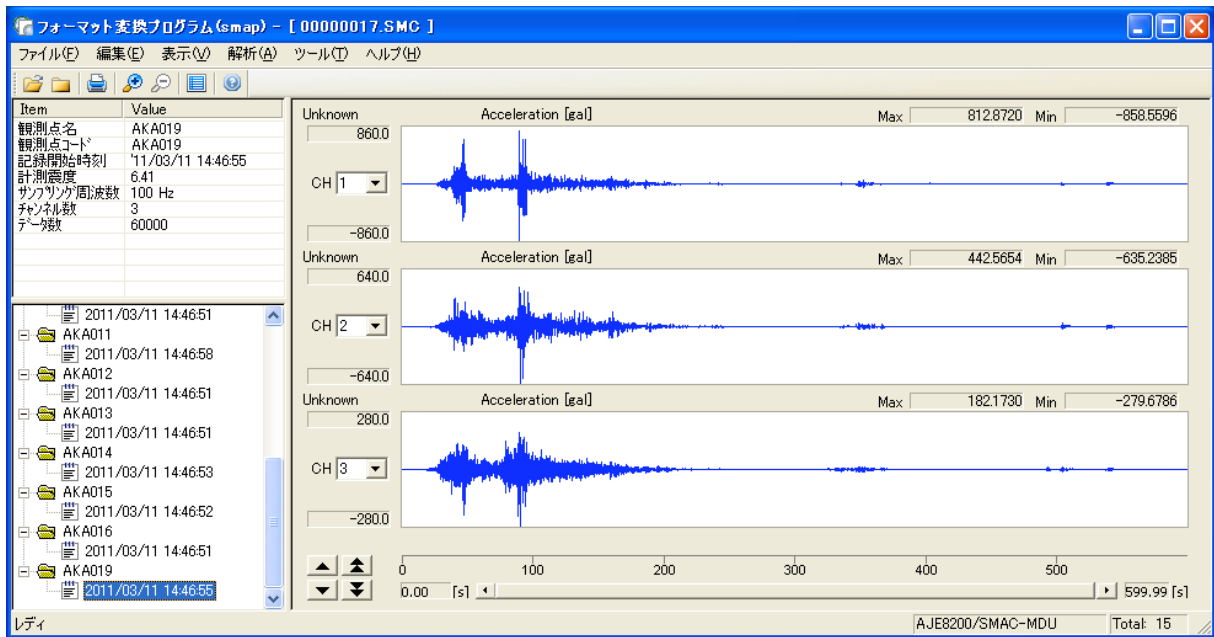 フォーマット変換プログラム(smap) - [ 00000017.SMC ]
ファイル(F) 編集(E) 表示(V) 解析(A) ツール(T) ヘルプ(H)
Item Value
観測点名 AKA019
観測点コード AKA019
記録開始時刻 '11/03/11 14:46:55
計測震度 6.41
サンプリング周波数 100 Hz
チャンネル数 3
データ数 60000
2011/03/11 14:46:51
AKA011
2011/03/11 14:46:58
AKA012
2011/03/11 14:46:51
AKA013
2011/03/11 14:46:51
AKA014
2011/03/11 14:46:53
AKA015
2011/03/11 14:46:52
AKA016
2011/03/11 14:46:51
AKA019
2011/03/11 14:46:55
Unknown Acceleration [gal] Max 812.8720 Min -858.5596
860.0
CH 1
-860.0
Unknown Acceleration [gal] Max 442.5654 Min -635.2385
640.0
CH 2
-640.0
Unknown Acceleration [gal] Max 182.1730 Min -279.6786
280.0
CH 3
-280.0
0 100 200 300 400 500
0.00 [s] 599.99 [s]
レディ AJE8200/SMAC-MDU Total: 15